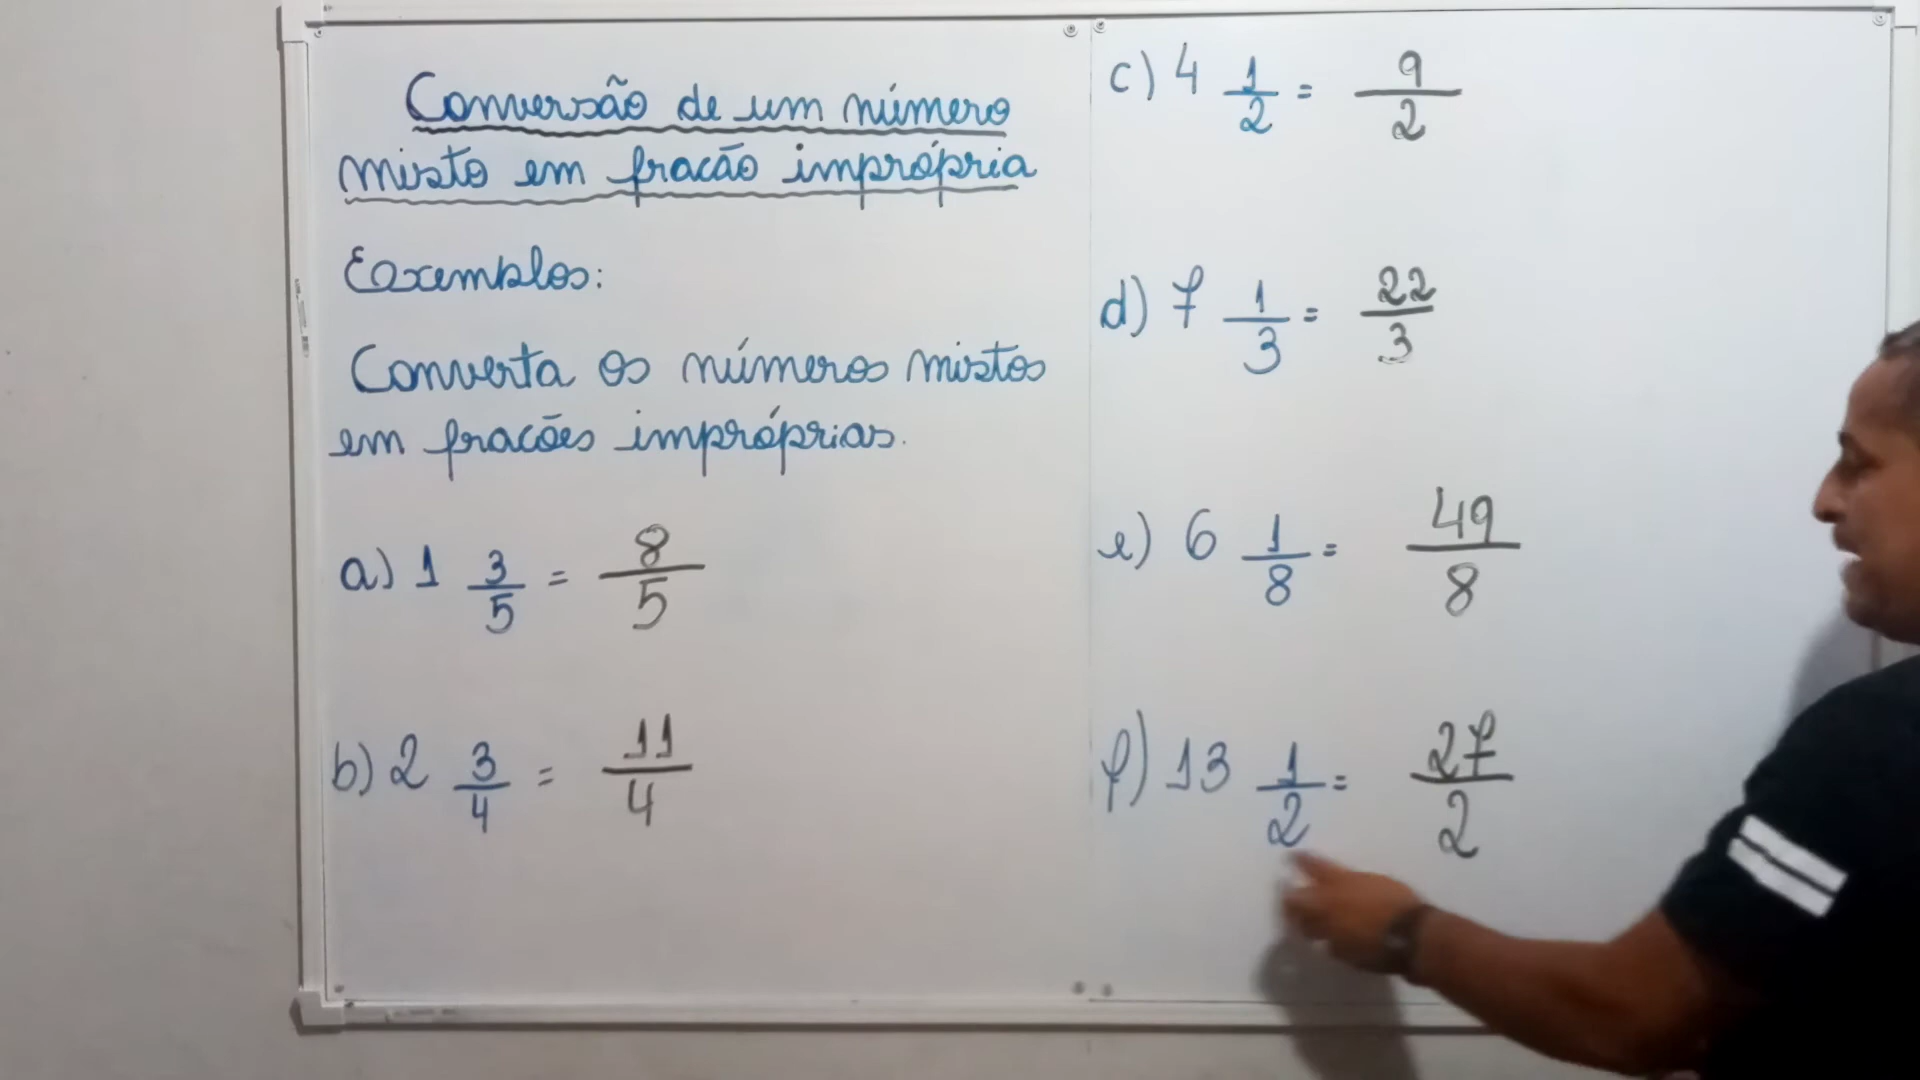 Conversão de um número
misto em fracão imprópria
Exemplos:
Converta os números mistos
em fracões impróprias.
a) 1 3/5 = 8/5
b) 2 3/4 = 11/4
c) 4 1/2 = 9/2
d) 7 1/3 = 22/3
e) 6 1/8 = 49/8
f) 13 1/2 = 27/2